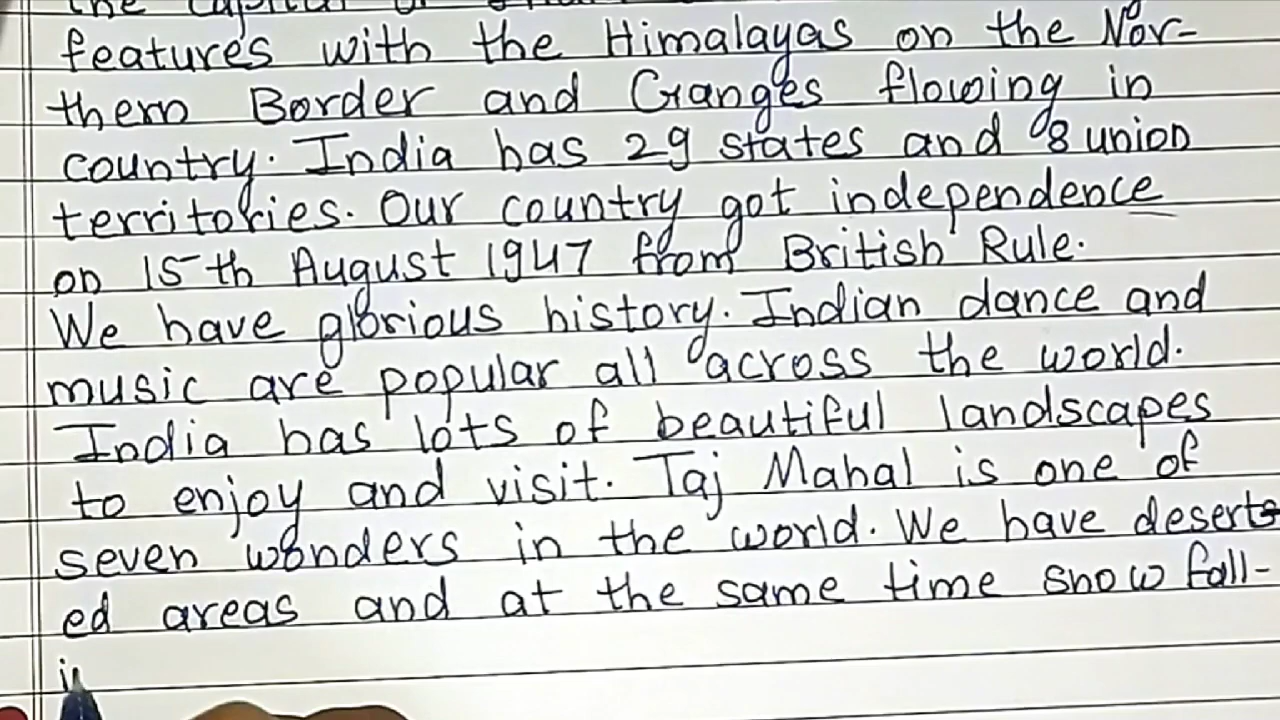 the capital of
features with the Himalayas on the Nor-
thern Border and Ganges flowing in
country. India has 29 states and 8 union
territories. Our country got independence
on 15th August 1947 from British Rule.
We have glorious history. Indian dance and
music are popular all across the world.
India has lots of beautiful landscapes
to enjoy and visit. Taj Mahal is one of
seven wonders in the world. We have desert-
ed areas and at the same time snow fall-
i